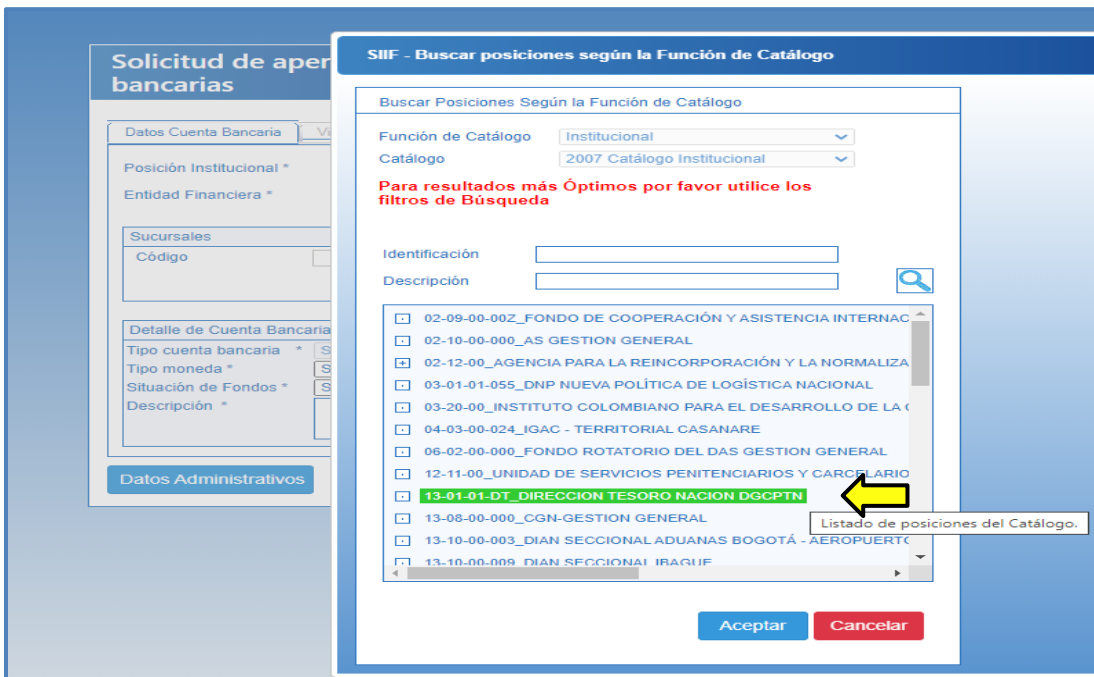 Solicitud de aper
bancarias
Datos Cuenta Bancaria
Vi
Posición Institucional *
Entidad Financiera *
Sucursales
Código
Detalle de Cuenta Bancaria
Tipo cuenta bancaria * S
Tipo moneda * S
Situación de Fondos * S
Descripción *
Datos Administrativos
SIIF - Buscar posiciones según la Función de Catálogo
Buscar Posiciones Según la Función de Catálogo
Función de Catálogo Institucional
Catálogo 2007 Catálogo Institucional
Para resultados más Óptimos por favor utilice los
filtros de Búsqueda
Identificación
Descripción
02-09-00-00Z_FONDO DE COOPERACIÓN Y ASISTENCIA INTERNAC
02-10-00-000_AS GESTION GENERAL
02-12-00_AGENCIA PARA LA REINCORPORACIÓN Y LA NORMALIZA
03-01-01-055_DNP NUEVA POLÍTICA DE LOGÍSTICA NACIONAL
03-20-00_INSTITUTO COLOMBIANO PARA EL DESARROLLO DE LA
04-03-00-024_IGAC - TERRITORIAL CASANARE
06-02-00-000_FONDO ROTATORIO DEL DAS GESTION GENERAL
12-11-00_UNIDAD DE SERVICIOS PENITENCIARIOS Y CARCELARIO
13-01-01-DT_DIRECCION TESORO NACION DGCPTN
13-08-00-000_CGN-GESTION GENERAL
Listado de posiciones del Catálogo.
13-10-00-003_DIAN SECCIONAL ADUANAS BOGOTÁ - AEROPUERTO
13-10-00-009_DIAN SECCIONAL IBAGUE
Aceptar
Cancelar